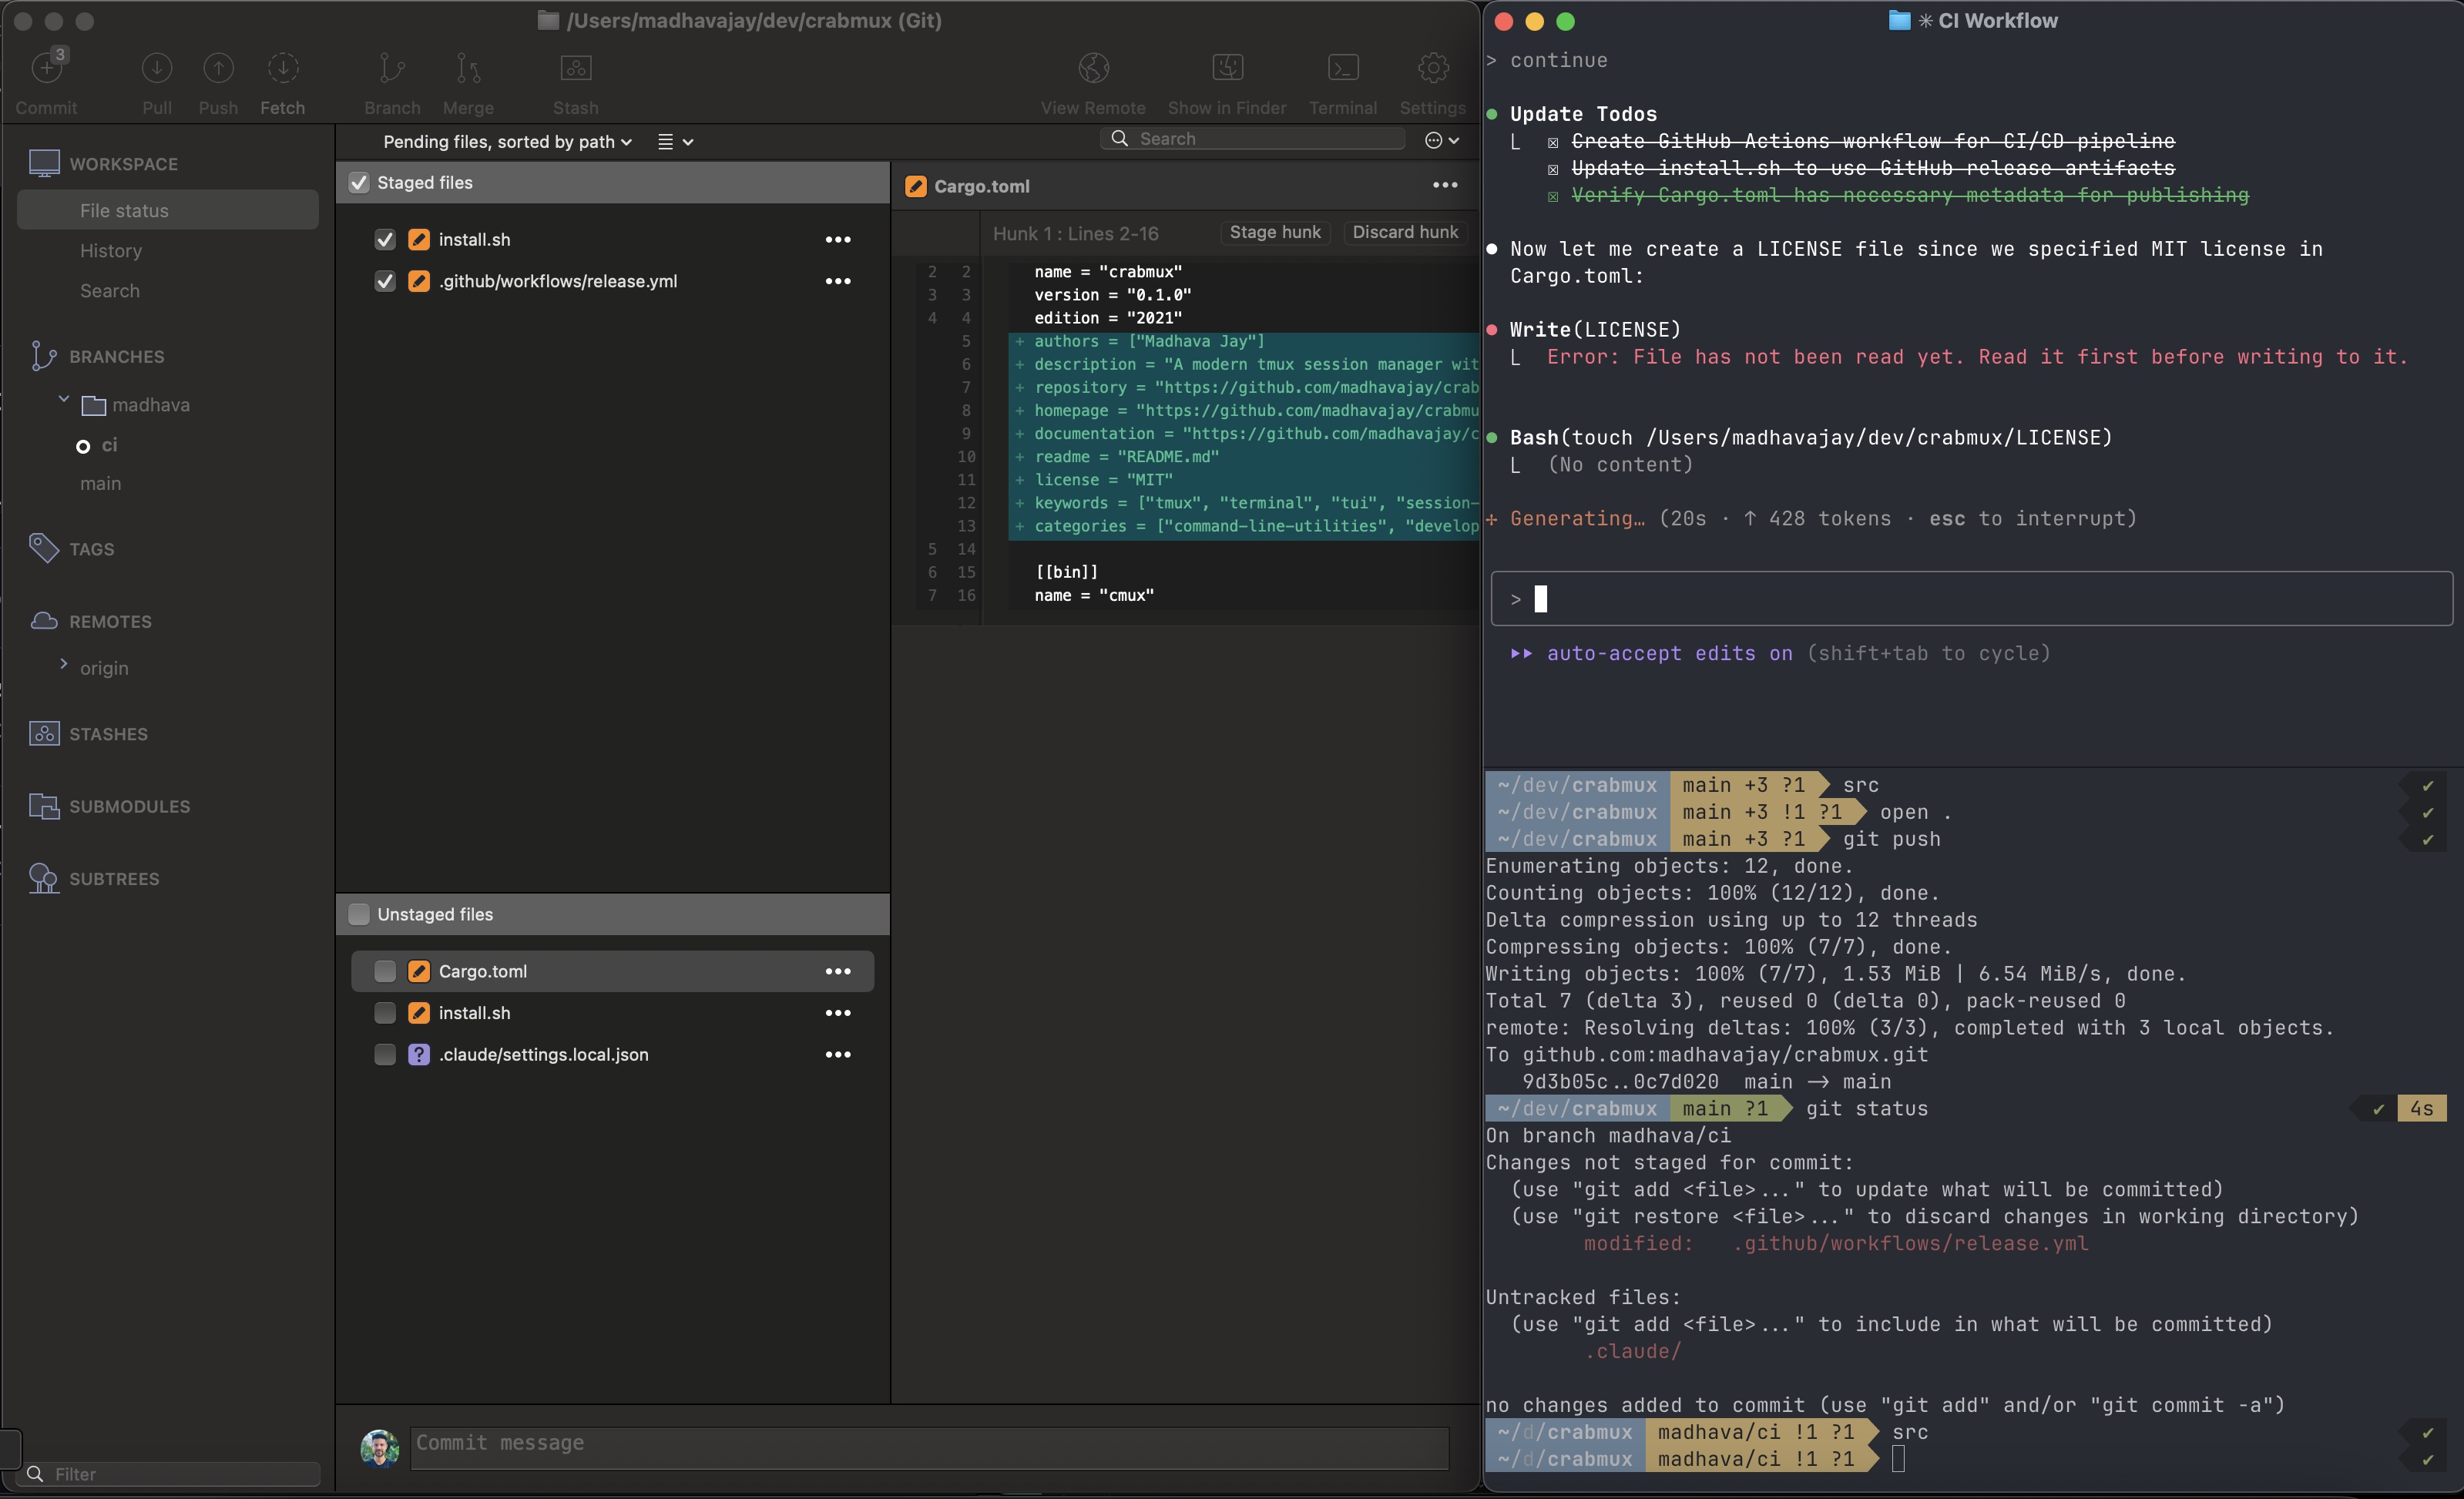 /Users/madhavajay/dev/crabmux (Git)
3
Commit
Pull
Push
Fetch
Branch
Merge
Stash
View Remote
Show in Finder
Terminal
Settings
WORKSPACE
File status
History
Search
BRANCHES
madhava
ci
main
TAGS
REMOTES
origin
STASHES
SUBMODULES
SUBTREES
Filter
Pending files, sorted by path
Search
Staged files
install.sh
.github/workflows/release.yml
Unstaged files
Cargo.toml
install.sh
? .claude/settings.local.json
Commit message
Cargo.toml
Hunk 1 : Lines 2-16
Stage hunk
Discard hunk
2 2 name = "crabmux"
3 3 version = "0.1.0"
4 4 edition = "2021"
5 + authors = ["Madhava Jay"]
6 + description = "A modern tmux session manager wit
7 + repository = "https://github.com/madhavajay/crab
8 + homepage = "https://github.com/madhavajay/crabmu
9 + documentation = "https://github.com/madhavajay/c
10 + readme = "README.md"
11 + license = "MIT"
12 + keywords = ["tmux", "terminal", "tui", "session-
13 + categories = ["command-line-utilities", "develop
5 14
6 15 [[bin]]
7 16 name = "cmux"
✳ CI Workflow
> continue
● Update Todos
⎿ ☒ Create GitHub Actions workflow for CI/CD pipeline
☒ Update install.sh to use GitHub release artifacts
☒ Verify Cargo.toml has necessary metadata for publishing
● Now let me create a LICENSE file since we specified MIT license in
Cargo.toml:
● Write(LICENSE)
⎿ Error: File has not been read yet. Read it first before writing to it.
● Bash(touch /Users/madhavajay/dev/crabmux/LICENSE)
⎿ (No content)
✢ Generating… (20s · ↑ 428 tokens · esc to interrupt)
>
⏵⏵ auto-accept edits on (shift+tab to cycle)
~/dev/crabmux main +3 ?1 src ✔
~/dev/crabmux main +3 !1 ?1 open . ✔
~/dev/crabmux main +3 ?1 git push ✔
Enumerating objects: 12, done.
Counting objects: 100% (12/12), done.
Delta compression using up to 12 threads
Compressing objects: 100% (7/7), done.
Writing objects: 100% (7/7), 1.53 MiB | 6.54 MiB/s, done.
Total 7 (delta 3), reused 0 (delta 0), pack-reused 0
remote: Resolving deltas: 100% (3/3), completed with 3 local objects.
To github.com:madhavajay/crabmux.git
9d3b05c..0c7d020 main -> main
~/dev/crabmux main ?1 git status ✔ 4s
On branch madhava/ci
Changes not staged for commit:
(use "git add <file>..." to update what will be committed)
(use "git restore <file>..." to discard changes in working directory)
modified: .github/workflows/release.yml
Untracked files:
(use "git add <file>..." to include in what will be committed)
.claude/
no changes added to commit (use "git add" and/or "git commit -a")
~/d/crabmux madhava/ci !1 ?1 src ✔
~/d/crabmux madhava/ci !1 ?1 ✔